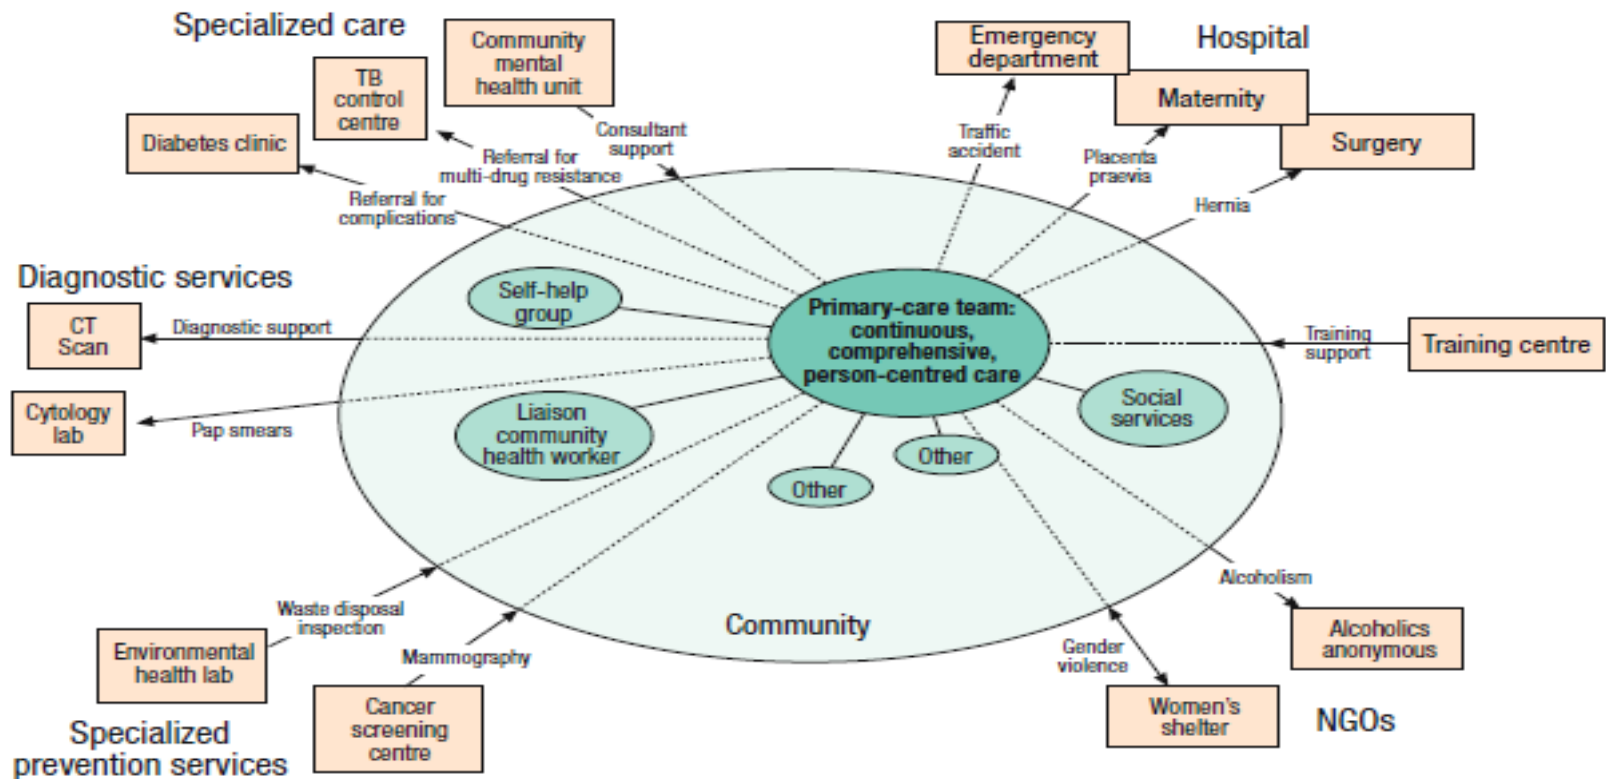 Specialized care
Community
mental
health unit
TB
control
centre
Diabetes clinic
Consultant
support
Referral for
multi-drug resistance
Referral for
complications
Emergency
department
Hospital
Maternity
Surgery
Traffic
accident
Placenta
praevia
Hernia
Diagnostic services
CT
Scan
Diagnostic support
Cytology
lab
Pap smears
Self-help
group
Primary-care team:
continuous,
comprehensive,
person-centred care
Training
support
Training centre
Liaison
community
health worker
Social
services
Other
Other
Community
Waste disposal
inspection
Environmental
health lab
Mammography
Cancer
screening
centre
Specialized
prevention services
Alcoholism
Alcoholics
anonymous
Gender
violence
Women's
shelter
NGOs